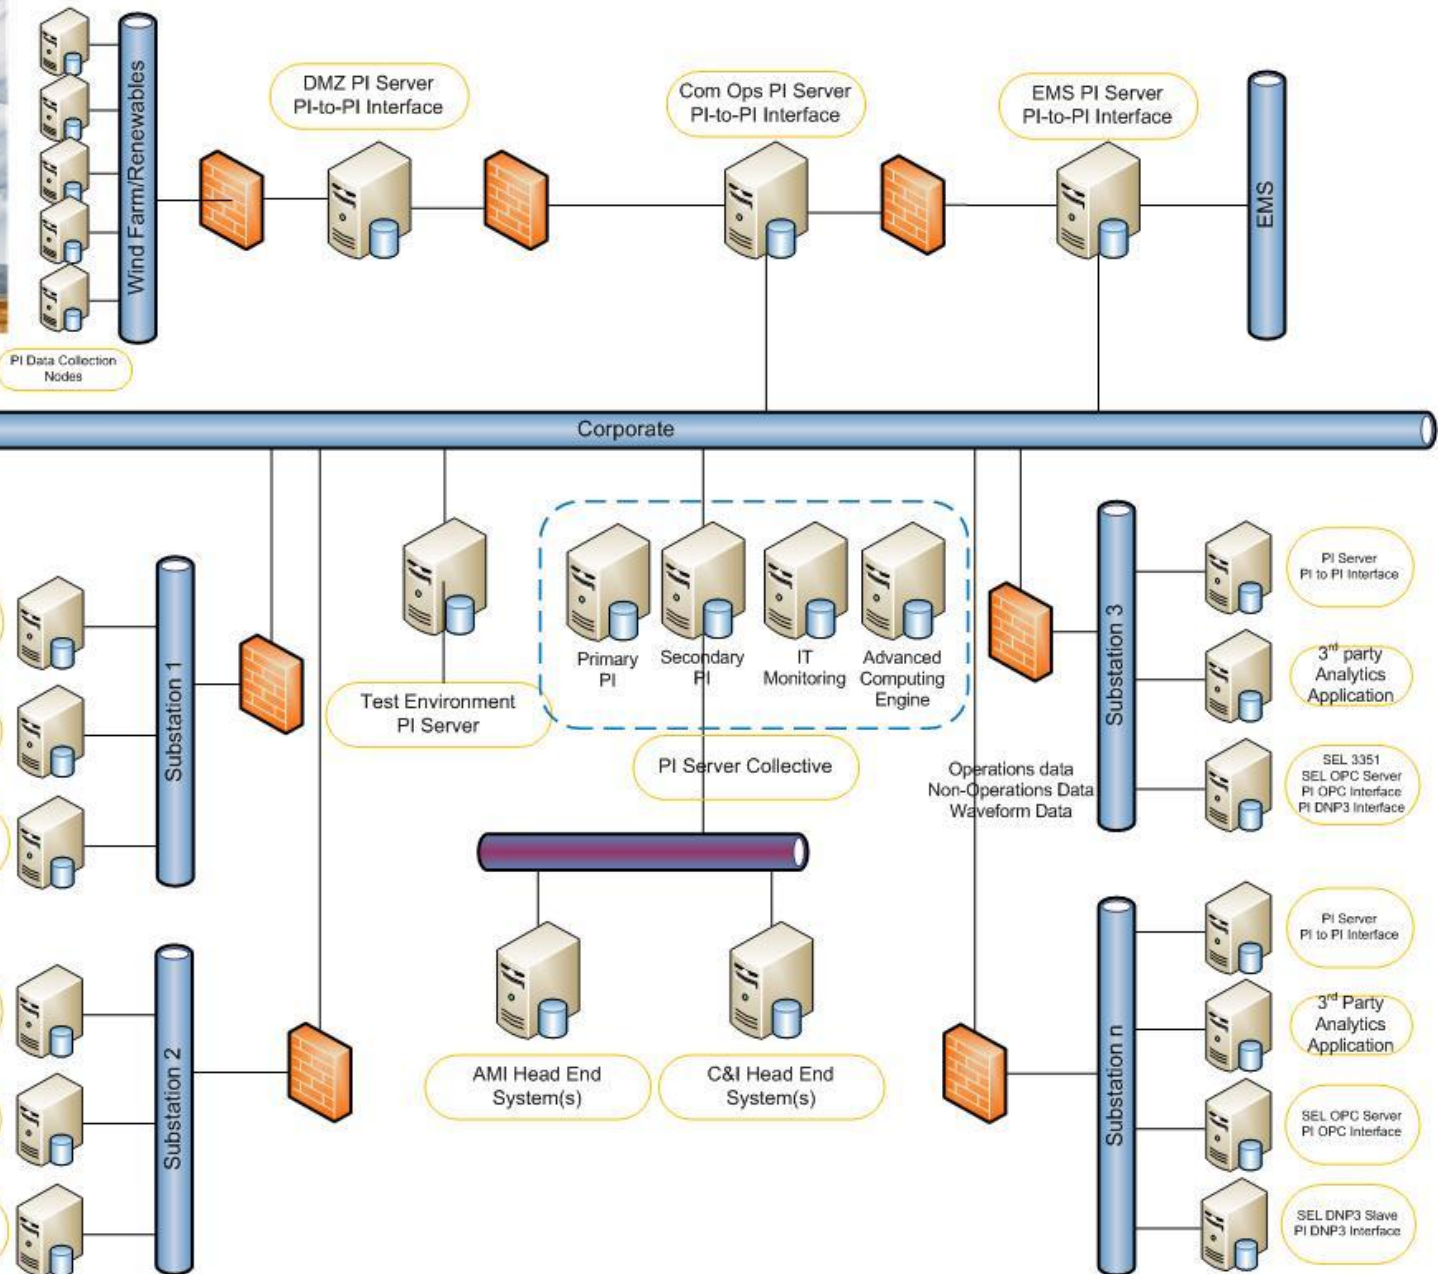 Wind Farm/Renewables
PI Data Collection
Nodes
DMZ PI Server
PI-to-PI Interface
Com Ops PI Server
PI-to-PI Interface
EMS PI Server
PI-to-PI Interface
EMS
Corporate
Substation 1
Substation 2
Test Environment
PI Server
Primary
PI
Secondary
PI
IT
Monitoring
Advanced
Computing
Engine
PI Server Collective
Operations data
Non-Operations Data
Waveform Data
AMI Head End
System(s)
C&I Head End
System(s)
Substation 3
PI Server
PI to PI Interface
3rd party
Analytics
Application
SEL 3351
SEL OPC Server
PI OPC Interface
PI DNP3 Interface
Substation n
PI Server
PI to PI Interface
3rd Party
Analytics
Application
SEL OPC Server
PI OPC Interface
SEL DNP3 Slave
PI DNP3 Interface